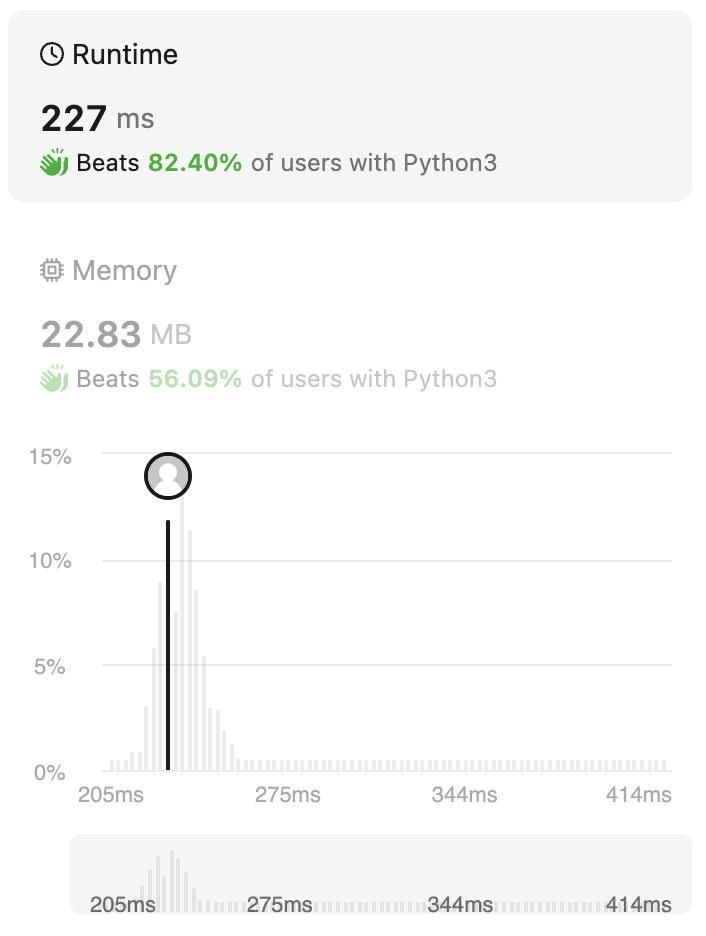 Runtime
227 ms
Beats 82.40% of users with Python3
Memory
22.83 MB
Beats 56.09% of users with Python3
15%
10%
5%
0%
205ms 275ms 344ms 414ms
205ms 275ms 344ms 414ms